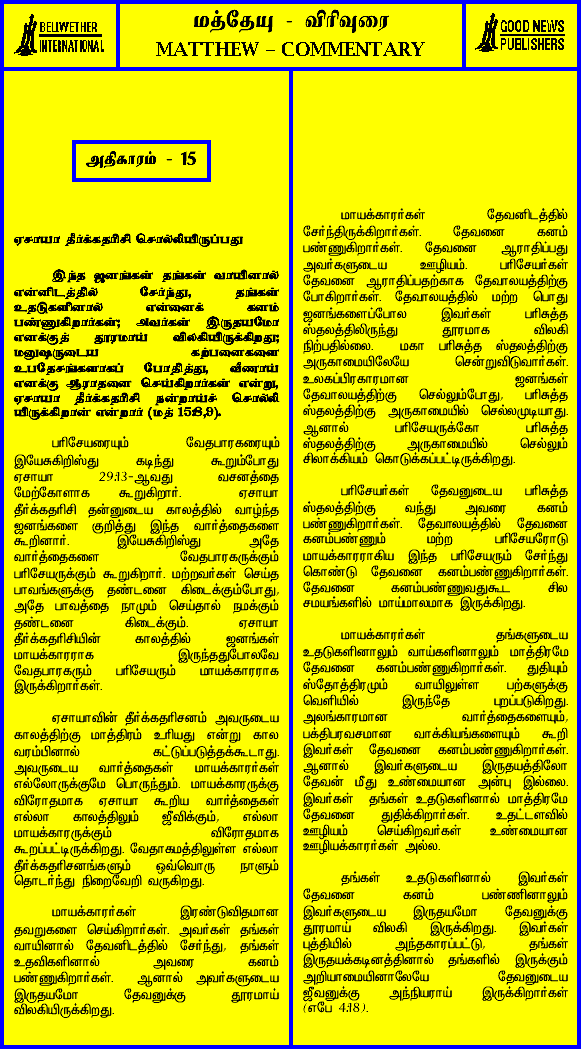 BELIWETHER
INTERNATIONAL
மத்தேயு - விரிவுரை
MATTHEW – COMMENTARY
GOOD NEWS
PUBLISHERS
அதிகாரம் - 15
ஏசாயா தீர்க்கதரிசி சொல்லியிருப்பது
இந்த ஜனங்கள் தங்கள் வாயினால்
என்னிடத்தில் சேர்ந்து, தங்கள்
உதடுகளினால் என்னைக் கனம்
பண்ணுகிறார்கள்; அவர்கள் இருதயமோ
எனக்குத் தூரமாய் விலகியிருக்கிறது;
மனுஷருடைய கற்பனைகளை
உபதேசங்களாகப் போதித்து, வீணாய்
எனக்கு ஆராதனை செய்கிறார்கள் என்று,
ஏசாயா தீர்க்கதரிசி நன்றாய்ச் சொல்லி
யிருக்கிறான் என்றார் (மத் 15:8,9).
பரிசேயரையும் வேதபாரகரையும்
இயேசுகிறிஸ்து கடிந்து கூறும்போது
ஏசாயா 29:13-ஆவது வசனத்தை
மேற்கோளாக கூறுகிறார். ஏசாயா
தீர்க்கதரிசி தன்னுடைய காலத்தில் வாழ்ந்த
ஜனங்களை குறித்து இந்த வார்த்தைகளை
கூறினார். இயேசுகிறிஸ்து அதே
வார்த்தைகளை வேதபாரகருக்கும்
பரிசேயருக்கும் கூறுகிறார். மற்றவர்கள் செய்த
பாவங்களுக்கு தண்டனை கிடைக்கும்போது,
அதே பாவத்தை நாமும் செய்தால் நமக்கும்
தண்டனை கிடைக்கும். ஏசாயா
தீர்க்கதரிசியின் காலத்தில் ஜனங்கள்
மாயக்காரராக இருந்ததுபோலவே
வேதபாரகரும் பரிசேயரும் மாயக்காரராக
இருக்கிறார்கள்.
ஏசாயாவின் தீர்க்கதரிசனம் அவருடைய
காலத்திற்கு மாத்திரம் உரியது என்று கால
வரம்பினால் கட்டுப்படுத்தக்கூடாது.
அவருடைய வார்த்தைகள் மாயக்காரர்கள்
எல்லோருக்குமே பொருந்தும். மாயக்காரருக்கு
விரோதமாக ஏசாயா கூறிய வார்த்தைகள்
எல்லா காலத்திலும் ஜீவிக்கும், எல்லா
மாயக்காரருக்கும் விரோதமாக
கூறப்பட்டிருக்கிறது. வேதாகமத்திலுள்ள எல்லா
தீர்க்கதரிசனங்களும் ஒவ்வொரு நாளும்
தொடர்ந்து நிறைவேறி வருகிறது.
மாயக்காரர்கள் இரண்டுவிதமான
தவறுகளை செய்கிறார்கள். அவர்கள் தங்கள்
வாயினால் தேவனிடத்தில் சேர்ந்து, தங்கள்
உதவிகளினால் அவரை கனம்
பண்ணுகிறார்கள். ஆனால் அவர்களுடைய
இருதயமோ தேவனுக்கு தூரமாய்
விலகியிருக்கிறது.
மாயக்காரர்கள் தேவனிடத்தில்
சேர்ந்திருக்கிறார்கள். தேவனை கனம்
பண்ணுகிறார்கள். தேவனை ஆராதிப்பது
அவர்களுடைய ஊழியம். பரிசேயர்கள்
தேவனை ஆராதிப்பதற்காக தேவாலயத்திற்கு
போகிறார்கள். தேவாலயத்தில் மற்ற பொது
ஜனங்களைப்போல இவர்கள் பரிசுத்த
ஸ்தலத்திலிருந்து தூரமாக விலகி
நிற்பதில்லை. மகா பரிசுத்த ஸ்தலத்திற்கு
அருகாமையிலேயே சென்றுவிடுவார்கள்.
உலகப்பிரகாரமான ஜனங்கள்
தேவாலயத்திற்கு செல்லும்போது, பரிசுத்த
ஸ்தலத்திற்கு அருகாமையில் செல்லமுடியாது.
ஆனால் பரிசேயருக்கோ பரிசுத்த
ஸ்தலத்திற்கு அருகாமையில் செல்லும்
சிலாக்கியம் கொடுக்கப்பட்டிருக்கிறது.
பரிசேயர்கள் தேவனுடைய பரிசுத்த
ஸ்தலத்திற்கு வந்து அவரை கனம்
பண்ணுகிறார்கள். தேவாலயத்தில் தேவனை
கனம்பண்ணும் மற்ற பரிசேயரோடு
மாயக்காரராகிய இந்த பரிசேயரும் சேர்ந்து
கொண்டு தேவனை கனம்பண்ணுகிறார்கள்.
தேவனை கனம்பண்ணுவதுகூட சில
சமயங்களில் மாய்மாலமாக இருக்கிறது.
மாயக்காரர்கள் தங்களுடைய
உதடுகளினாலும் வாய்களினாலும் மாத்திரமே
தேவனை கனம்பண்ணுகிறார்கள். துதியும்
ஸ்தோத்திரமும் வாயிலுள்ள பற்களுக்கு
வெளியில் இருந்தே புறப்படுகிறது.
அலங்காரமான வார்த்தைகளையும்,
பக்திபரவசமான வாக்கியங்களையும் கூறி
இவர்கள் தேவனை கனம்பண்ணுகிறார்கள்.
ஆனால் இவர்களுடைய இருதயத்திலோ
தேவன் மீது உண்மையான அன்பு இல்லை.
இவர்கள் தங்கள் உதடுகளினால் மாத்திரமே
தேவனை துதிக்கிறார்கள். உதட்டளவில்
ஊழியம் செய்கிறவர்கள் உண்மையான
ஊழியக்காரர்கள் அல்ல.
தங்கள் உதடுகளினால் இவர்கள்
தேவனை கனம் பண்ணினாலும்
இவர்களுடைய இருதயமோ தேவனுக்கு
தூரமாய் விலகி இருக்கிறது. இவர்கள்
புத்தியில் அந்தகாரப்பட்டு, தங்கள்
இருதயக்கடினத்தினால் தங்களில் இருக்கும்
அறியாமையினாலேயே தேவனுடைய
ஜீவனுக்கு அந்நியராய் இருக்கிறார்கள்
(எபே 4:18).